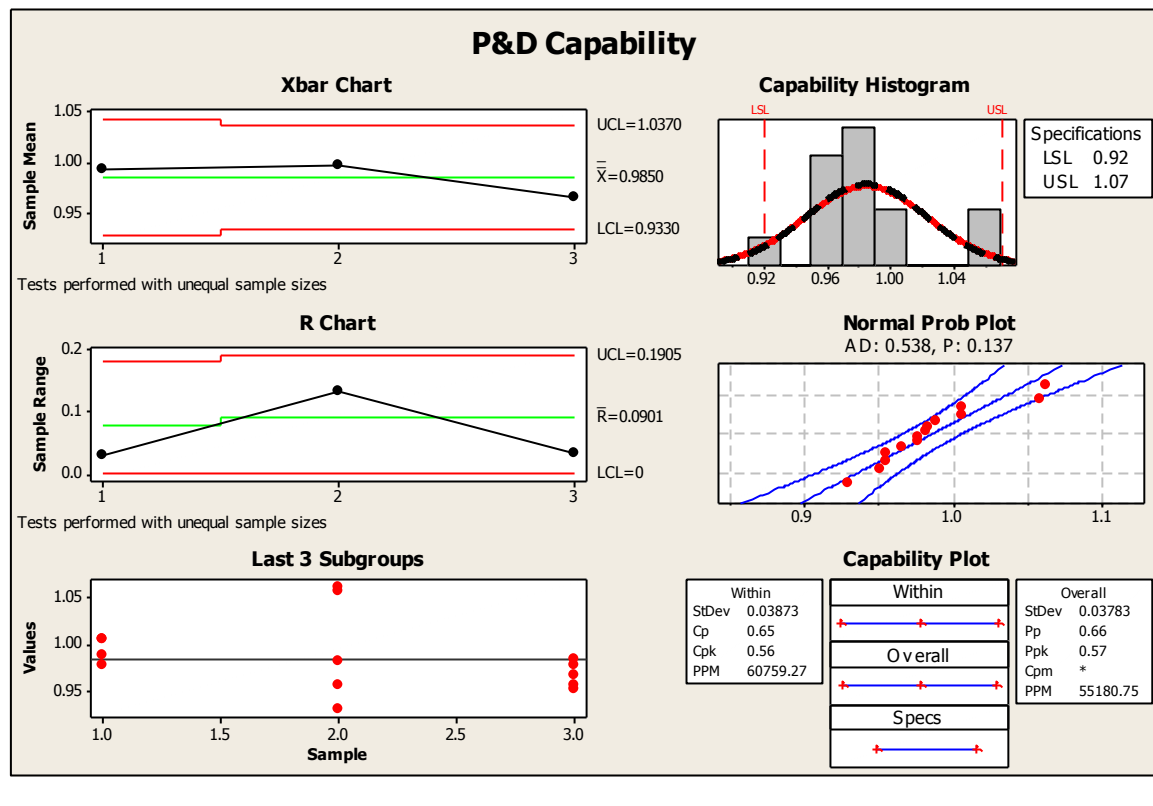 P&D Capability
Xbar Chart
Sample Mean
1.05
1.00
0.95
1
2
3
UCL=1.0370
X=0.9850
LCL=0.9330
Tests performed with unequal sample sizes
Capability Histogram
LSL
USL
0.92
0.96
1.00
1.04
Specifications
LSL 0.92
USL 1.07
R Chart
Sample Range
0.2
0.1
0.0
1
2
3
UCL=0.1905
R=0.0901
LCL=0
Tests performed with unequal sample sizes
Normal Prob Plot
AD: 0.538, P: 0.137
0.9
1.0
1.1
Last 3 Subgroups
Values
1.05
1.00
0.95
1.0
1.5
2.0
2.5
3.0
Sample
Capability Plot
Within
StDev 0.03873
Cp 0.65
Cpk 0.56
PPM 60759.27
Within
Overall
Specs
Overall
StDev 0.03783
Pp 0.66
Ppk 0.57
Cpm *
PPM 55180.75